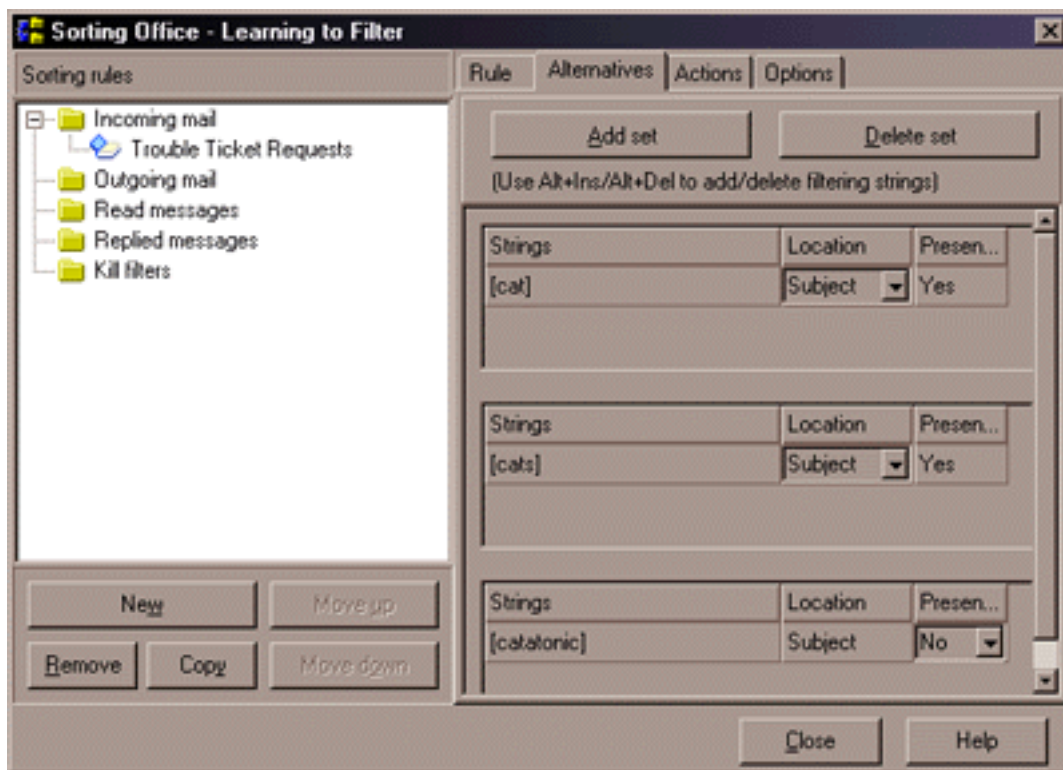 Sorting Office - Learning to Filter
Sorting rules
Incoming mail
Trouble Ticket Requests
Outgoing mail
Read messages
Replied messages
Kill filters
New
Move up
Remove
Copy
Move down
Rule Alternatives Actions Options
Add set Delete set
(Use Alt+Ins/Alt+Del to add/delete filtering strings)
Strings Location Presen...
[cat] Subject Yes
Strings Location Presen...
[cats] Subject Yes
Strings Location Presen...
[catatonic] Subject No
Close Help